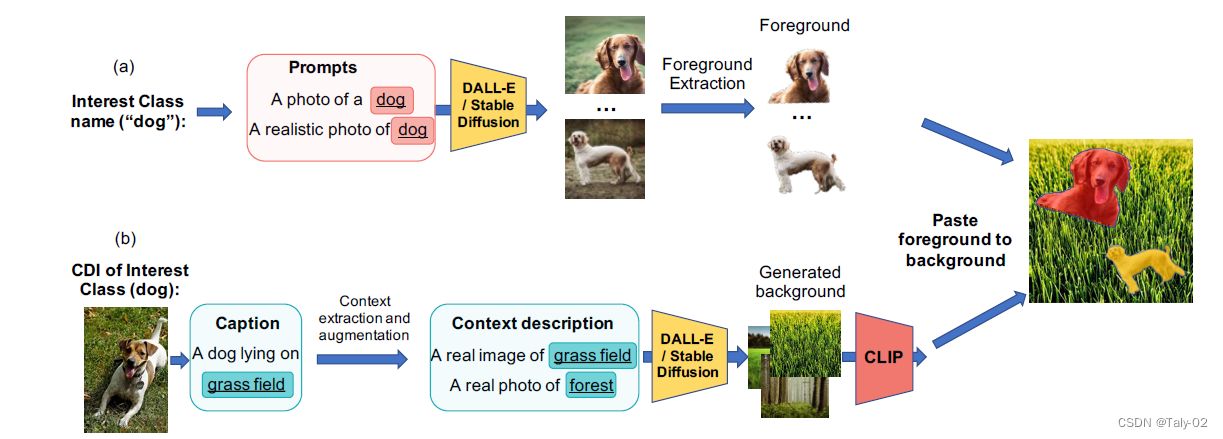 (a)
Interest Class
name (“dog”):
Prompts
A photo of a dog
A realistic photo of dog
DALL-E
/ Stable
Diffusion
...
Foreground
Extraction
Foreground
...
(b)
CDI of Interest
Class (dog):
Caption
A dog lying on
grass field
Context
extraction and
augmentation
Context description
A real image of grass field
A real photo of forest
DALL-E
/ Stable
Diffusion
Generated
background
CLIP
Paste
foreground to
background
CSDN @Taly-02